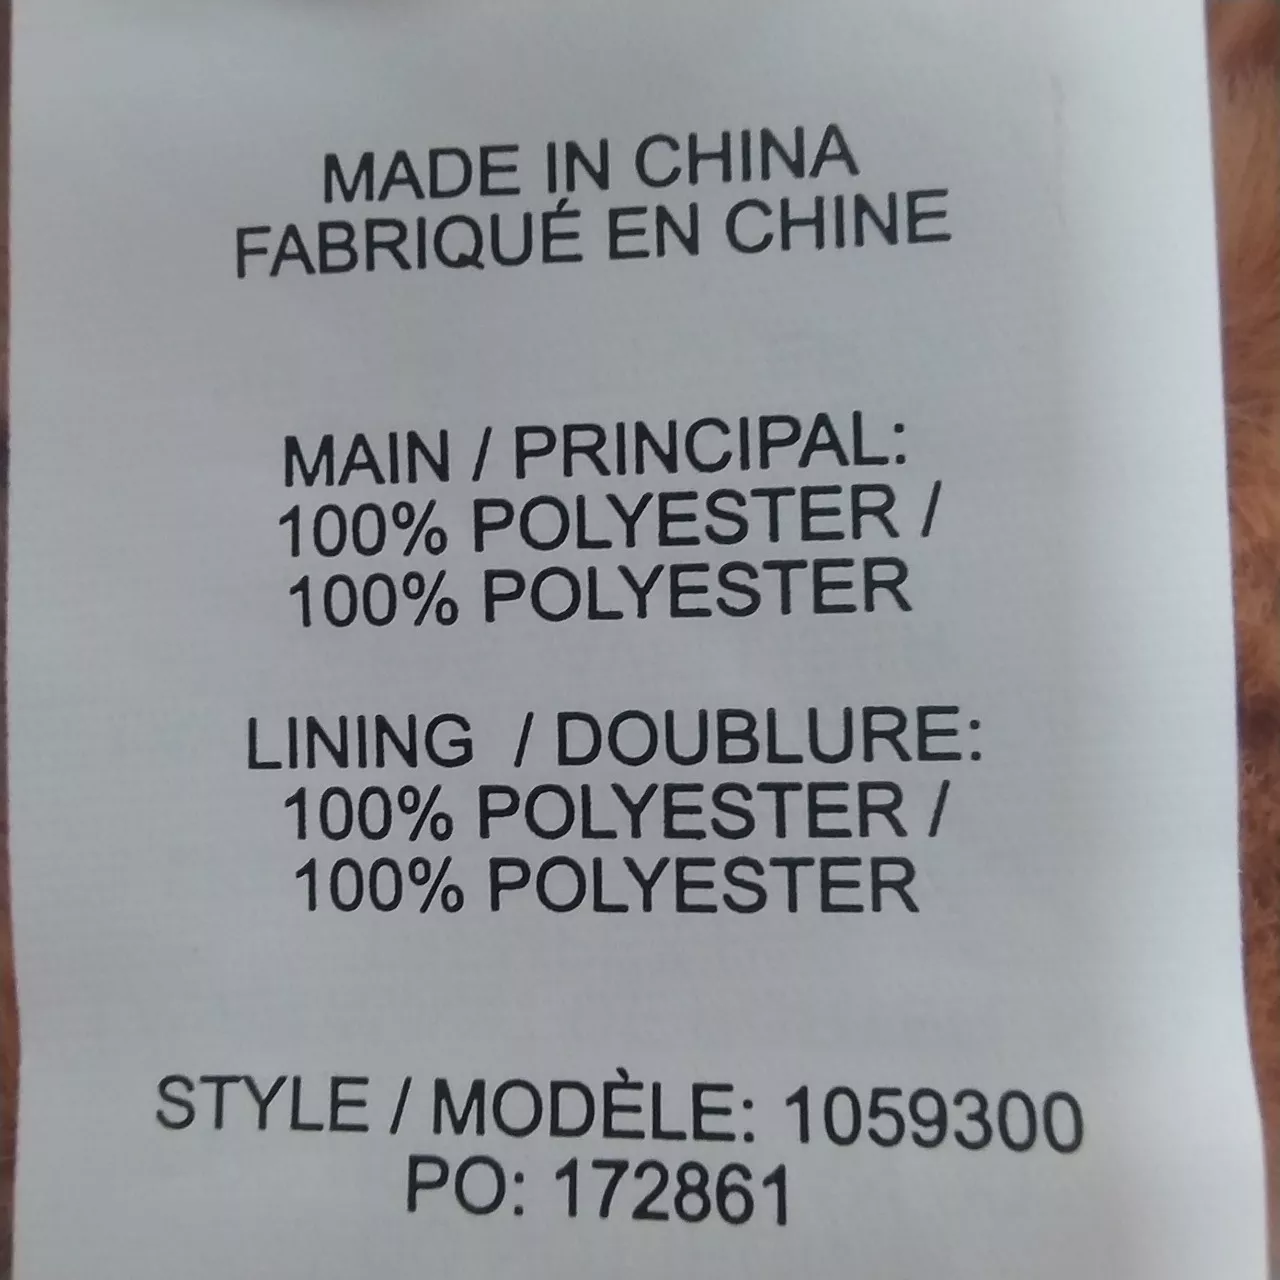 MADE IN CHINA
FABRIQUÉ EN CHINE
MAIN / PRINCIPAL:
100% POLYESTER /
100% POLYESTER
LINING / DOUBLURE:
100% POLYESTER /
100% POLYESTER
STYLE / MODÈLE: 1059300
PO: 172861